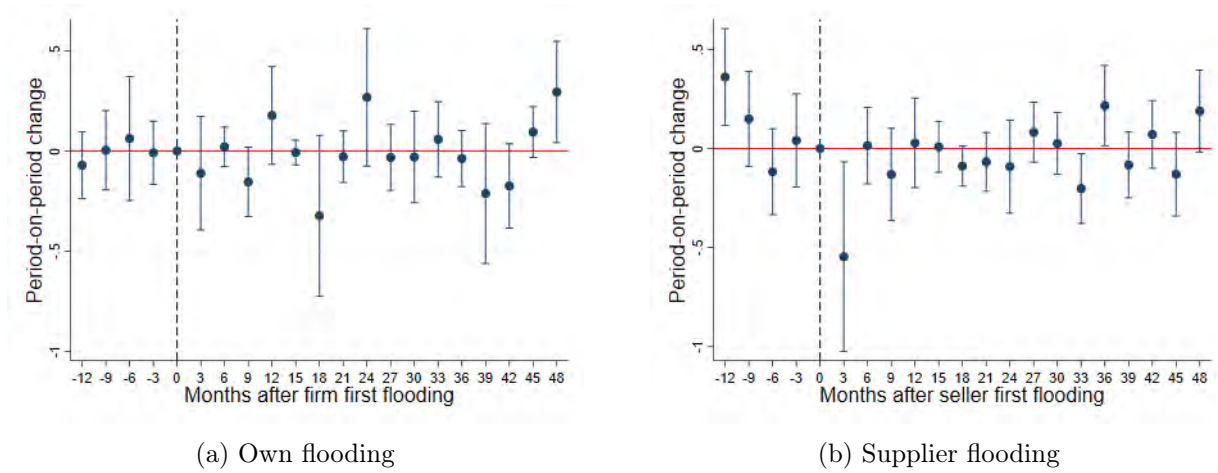 Period-on-period change
.5
0
-.5
-1
-12 -9 -6 -3 0 3 6 9 12 15 18 21 24 27 30 33 36 39 42 45 48
Months after firm first flooding
(a) Own flooding
Period-on-period change
.5
0
-.5
-1
-12 -9 -6 -3 0 3 6 9 12 15 18 21 24 27 30 33 36 39 42 45 48
Months after seller first flooding
(b) Supplier flooding